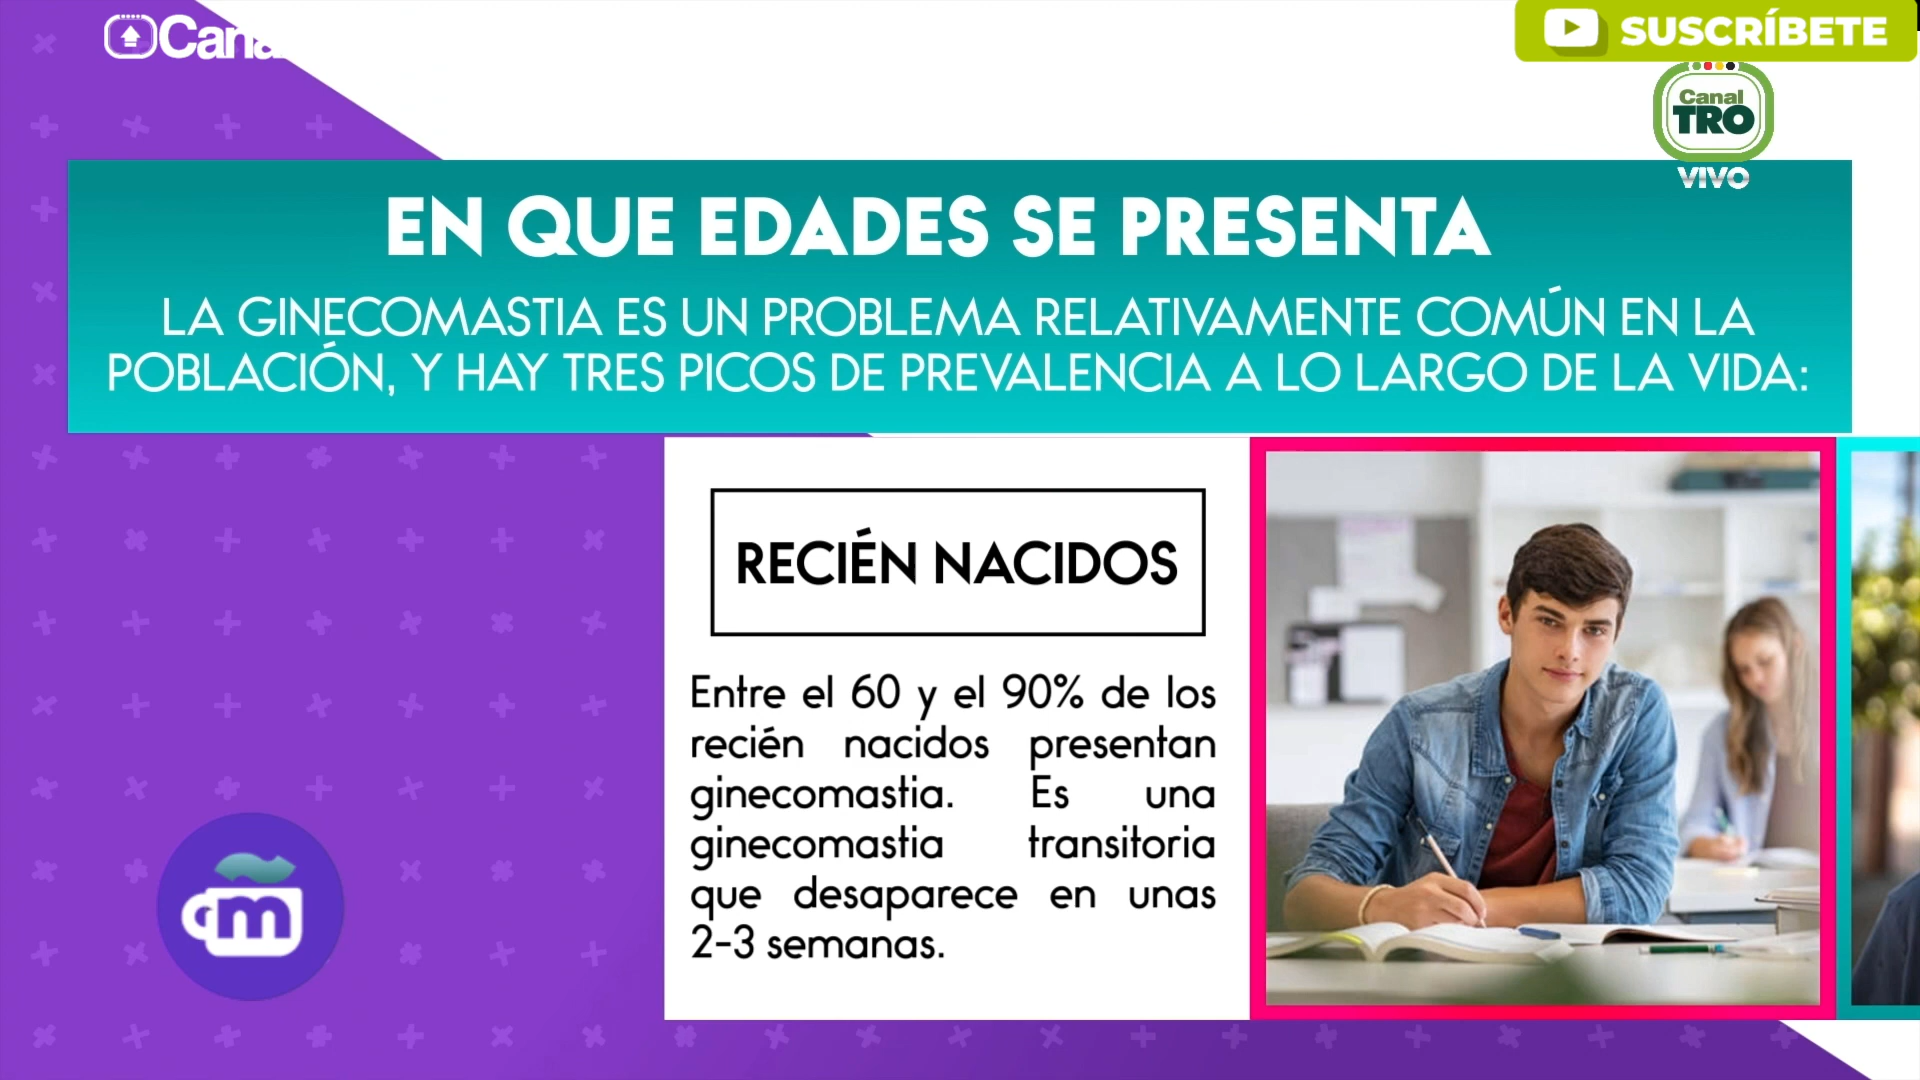 SUSCRÍBETE
Canal
TRO
VIVO
EN QUE EDADES SE PRESENTA
LA GINECOMASTIA ES UN PROBLEMA RELATIVAMENTE COMÚN EN LA
POBLACIÓN, Y HAY TRES PICOS DE PREVALENCIA A LO LARGO DE LA VIDA:
RECIÉN NACIDOS
Entre el 60 y el 90% de los
recién nacidos presentan
ginecomastia. Es una
ginecomastia transitoria
que desaparece en unas
2-3 semanas.
m